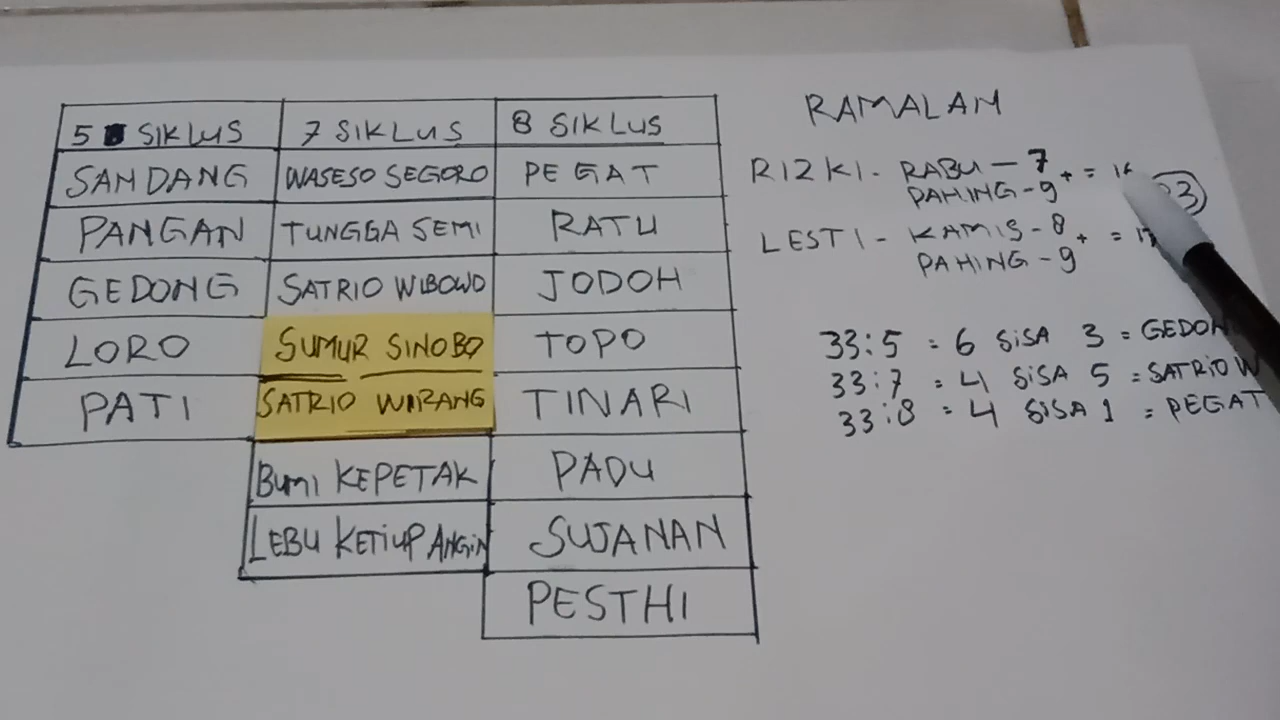 5 SIKLUS
SANDANG
PANGAN
GEDONG
LORO
PATI
7 SIKLUS
WASESO SEGORO
TUNGGA SEMI
SATRIO WIBOWO
SUMUR SINOBO
SATRIO WIRANG
BUMI KEPETAK
LEBU KETIUP ANGIN
8 SIKLUS
PEGAT
RATU
JODOH
TOPO
TINARI
PADU
SUJANAN
PESTHI
RAMALAM
RIZKI - RABU - 7
PAHING - 9 + = 16
LESTI - KAMIS - 8
PAHING - 9 + = 17
33:5 = 6 SISA 3 = GEDON
33:7 = 4 SISA 5 = SATRIO W
33:8 = 4 SISA 1 = PEGAT